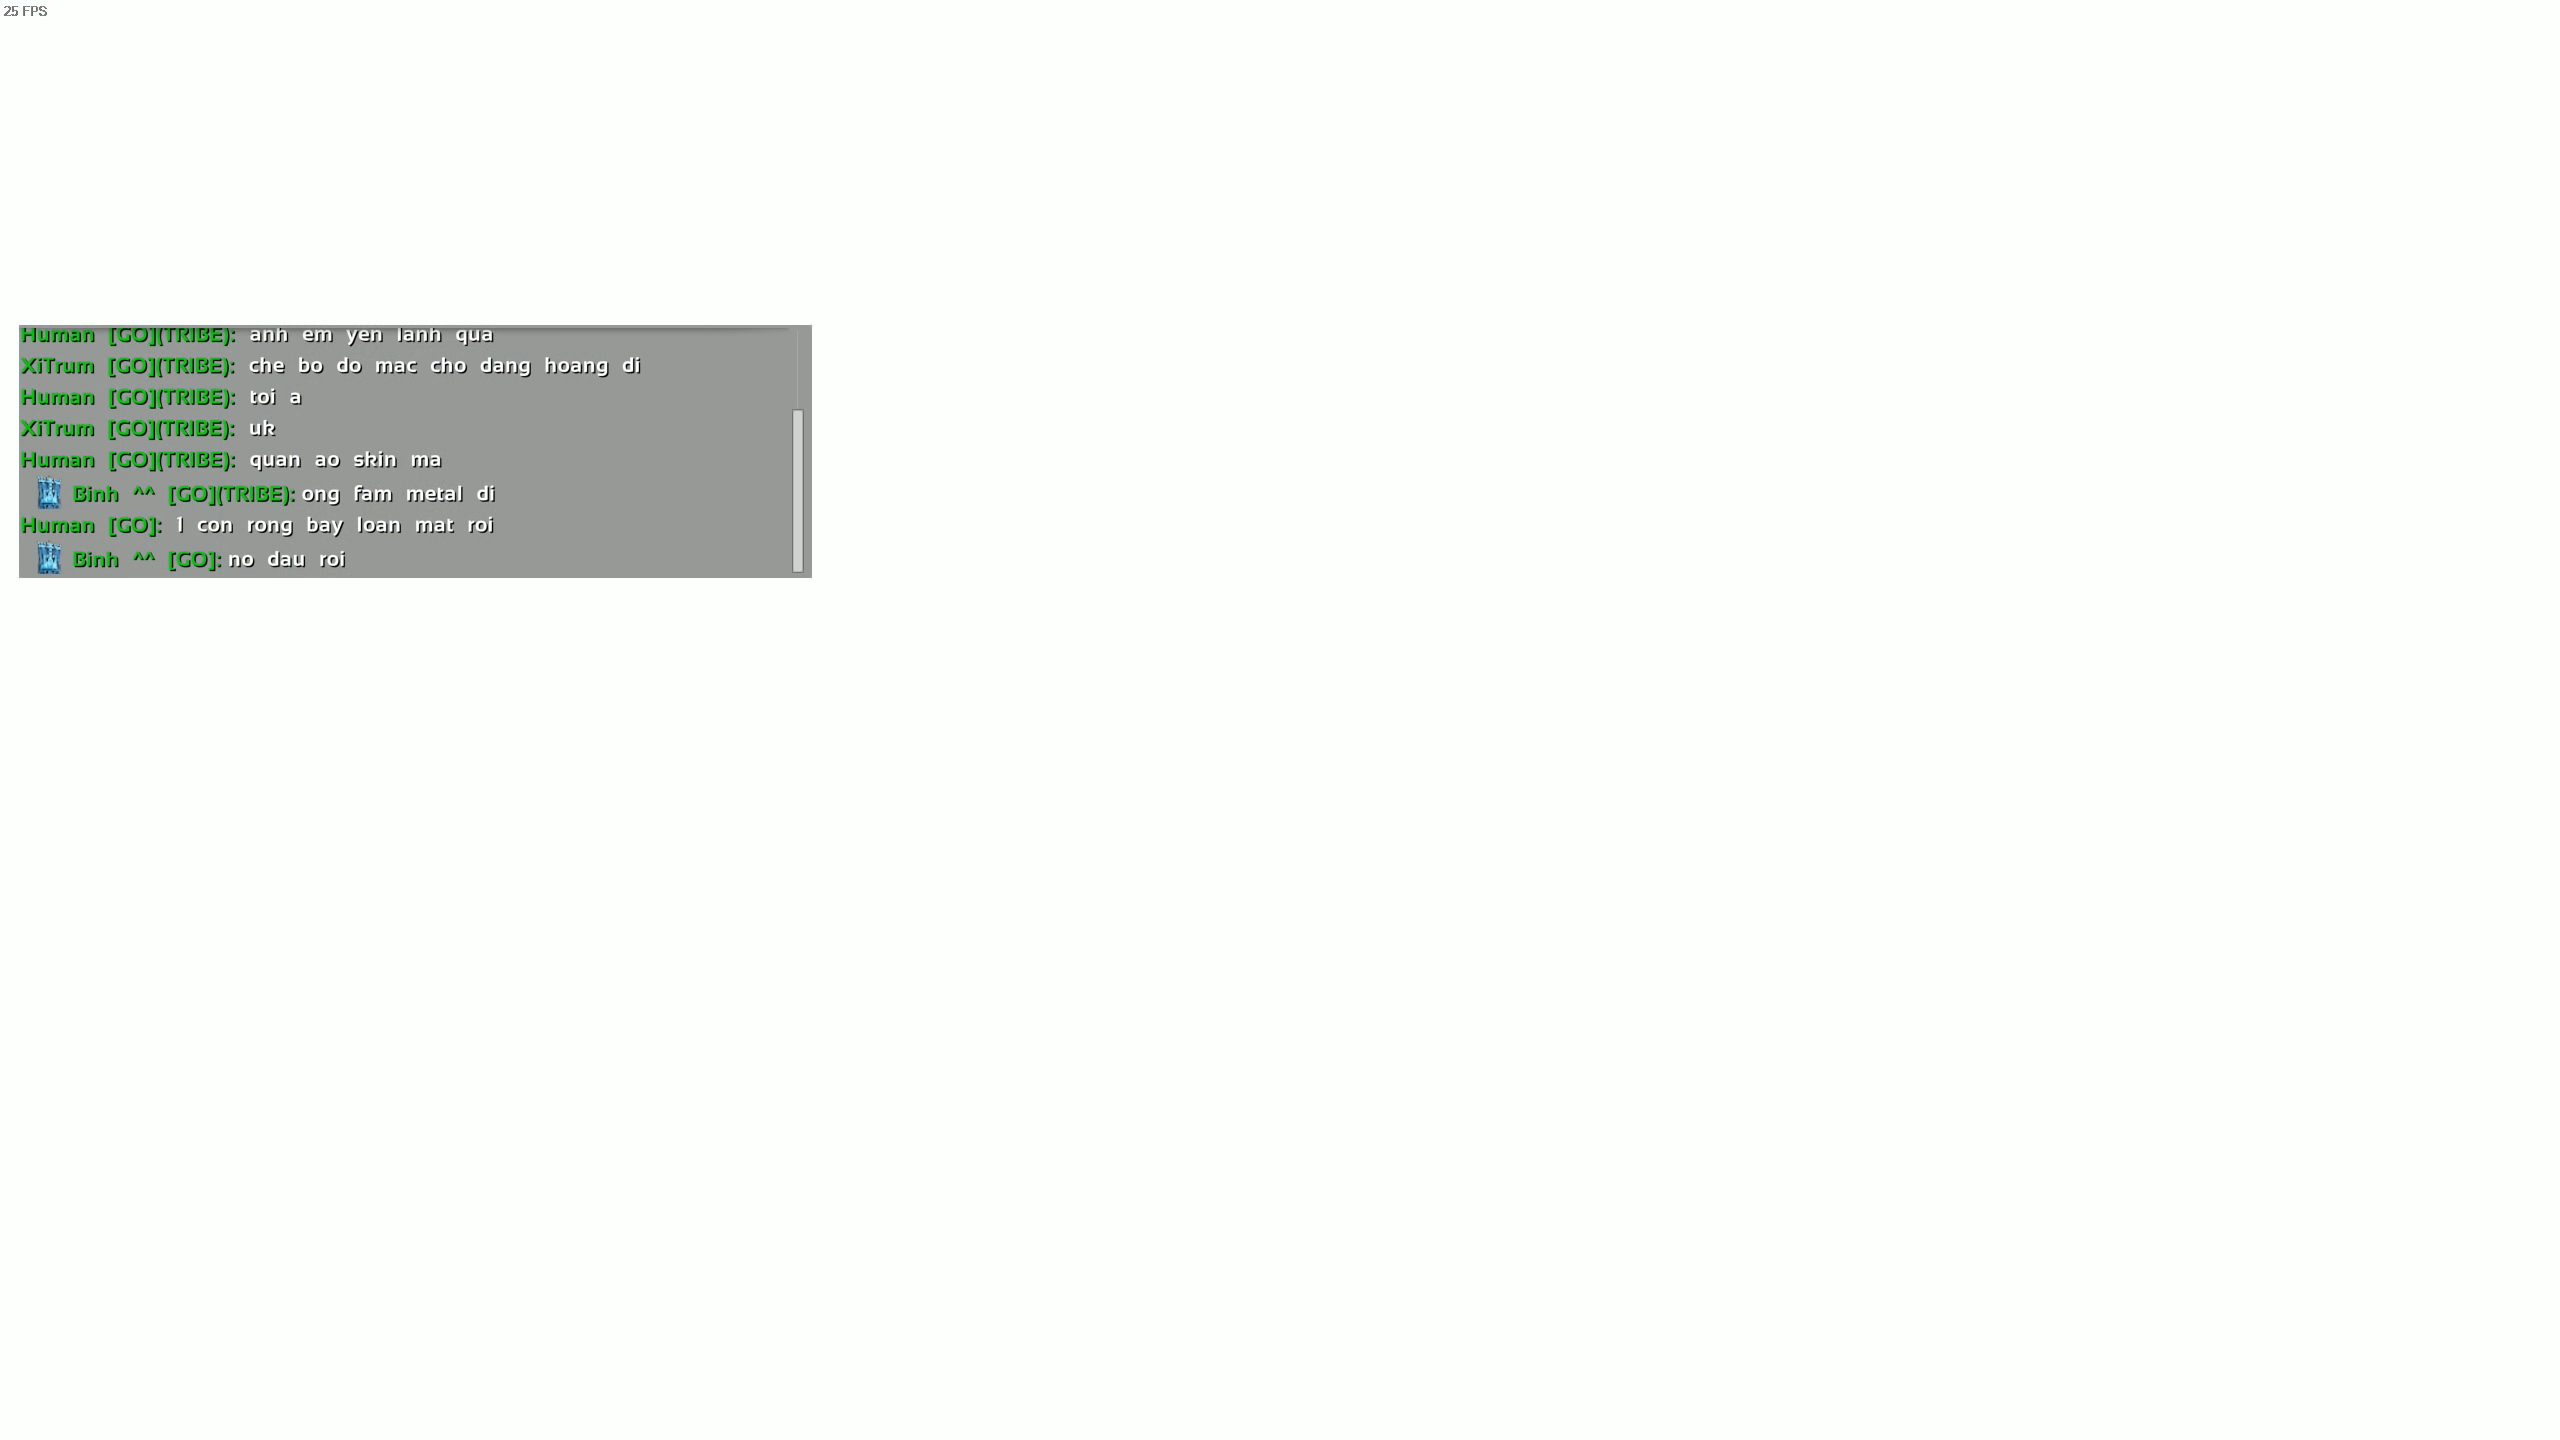 25 FPS
Human [GO](TRIBE): anh em yen lanh qua
XiTrum [GO](TRIBE): che bo do mac cho dang hoang di
Human [GO](TRIBE): toi a
XiTrum [GO](TRIBE): uk
Human [GO](TRIBE): quan ao skin ma
Binh ^^ [GO](TRIBE): ong fam metal di
Human [GO]: 1 con rong bay loan mat roi
Binh ^^ [GO]: no dau roi